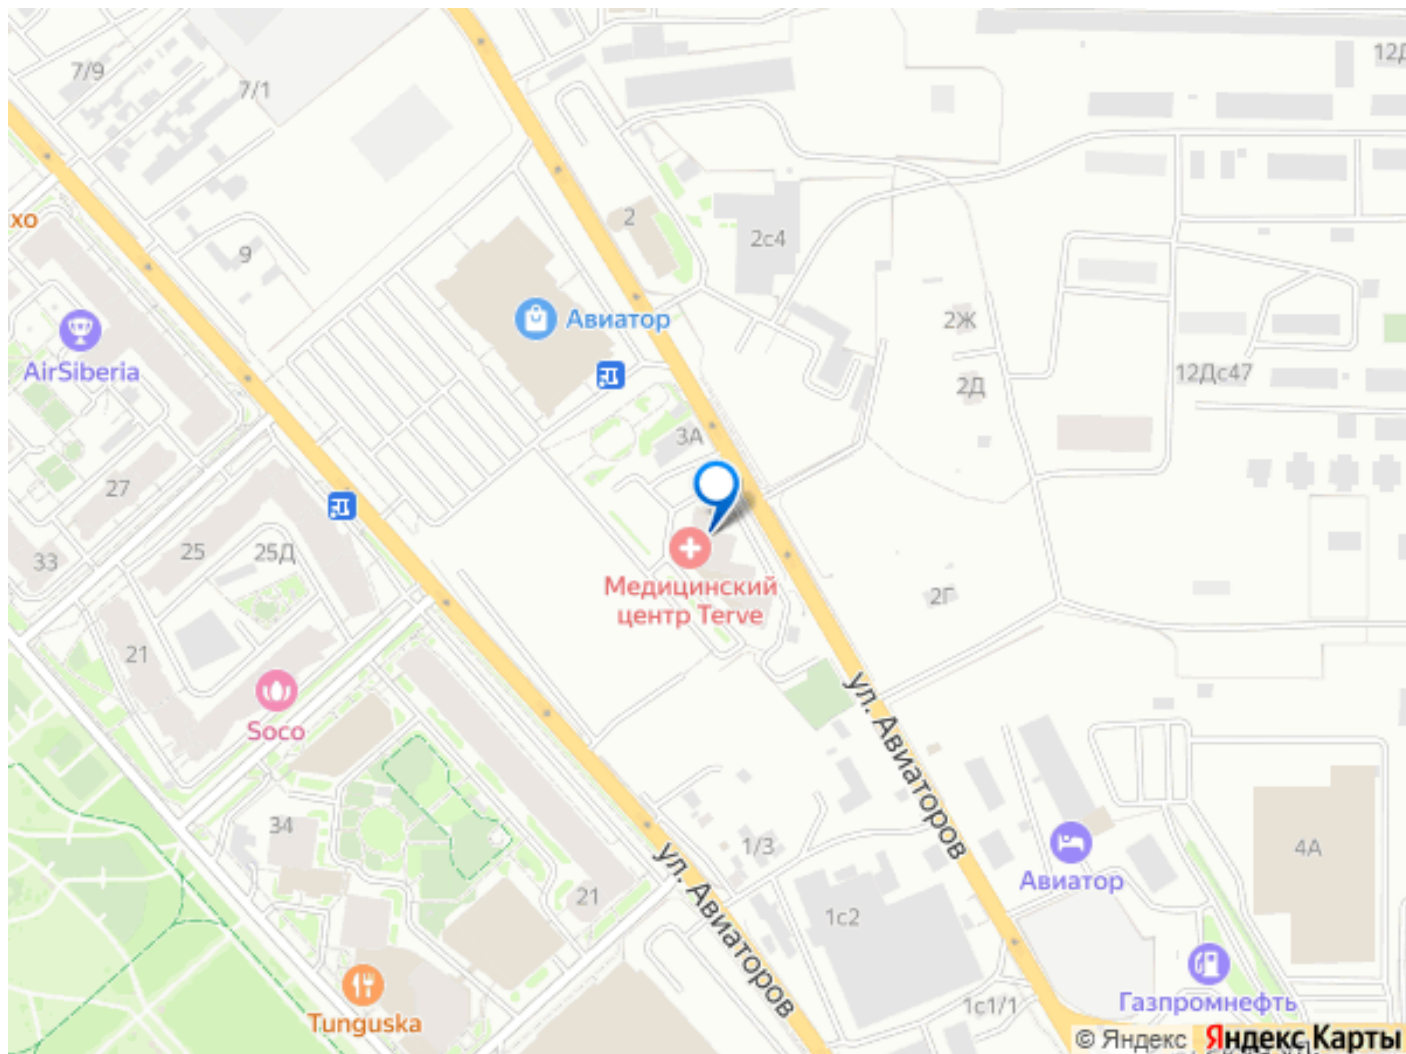 7/9
7/1
12Д
хо
2
2с4
9
Авиатор
2Ж
AirSiberia
2Д
12Дс47
3А
27
25
25Д
33
Медицинский
центр Terve
2Г
21
Soco
ул. Авиаторов
34
1/3
4А
Авиатор
21
ул. Авиаторов
1с2
Tunguska
Газпромнефть
1с1/1
© Яндекс Яндекс Карты